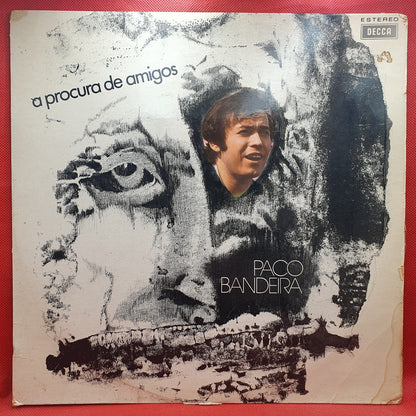 ESTEREO
DECCA
a procura de amigos
PACO
BANDEIRA